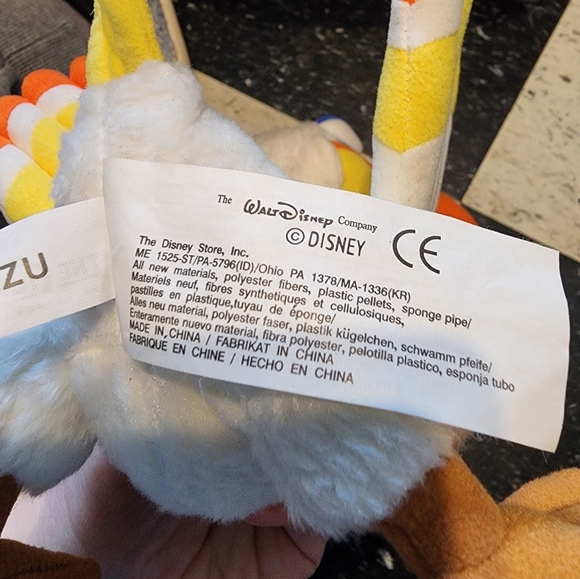 The Walt Disney Company
© DISNEY CE
The Disney Store, Inc.
ME 1525-ST/PA-5796(ID)/Ohio PA 1378/MA-1336(KR)
All new materials, polyester fibers, plastic pellets, sponge pipe/
Materiels neuf, fibres synthetiques et cellulosiques,
pastilles en plastique,tuyau de éponge/
Alles neu material, polyester faser, plastik kügelchen, schwamm pfeife/
Enteramente nuevo material, fibra polyester, pelotilla plastico, esponja tubo
MADE IN CHINA / FABRIKAT IN CHINA
FABRIQUE EN CHINE / HECHO EN CHINA
ZU